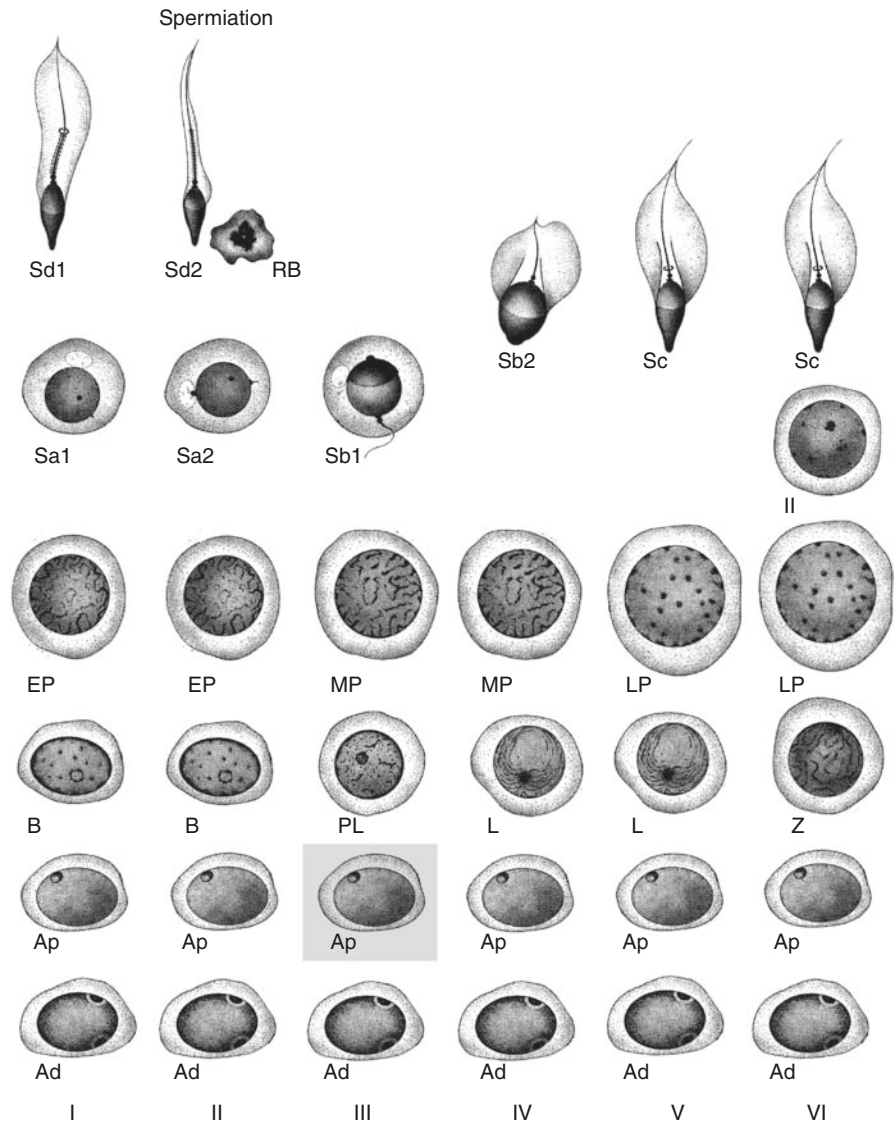 Spermiation
Sd1 Sd2 RB
Sb2 Sc Sc
Sa1 Sa2 Sb1
II
EP EP MP MP LP LP
B B PL L L Z
Ap Ap Ap Ap Ap Ap
Ad Ad Ad Ad Ad Ad
I II III IV V VI